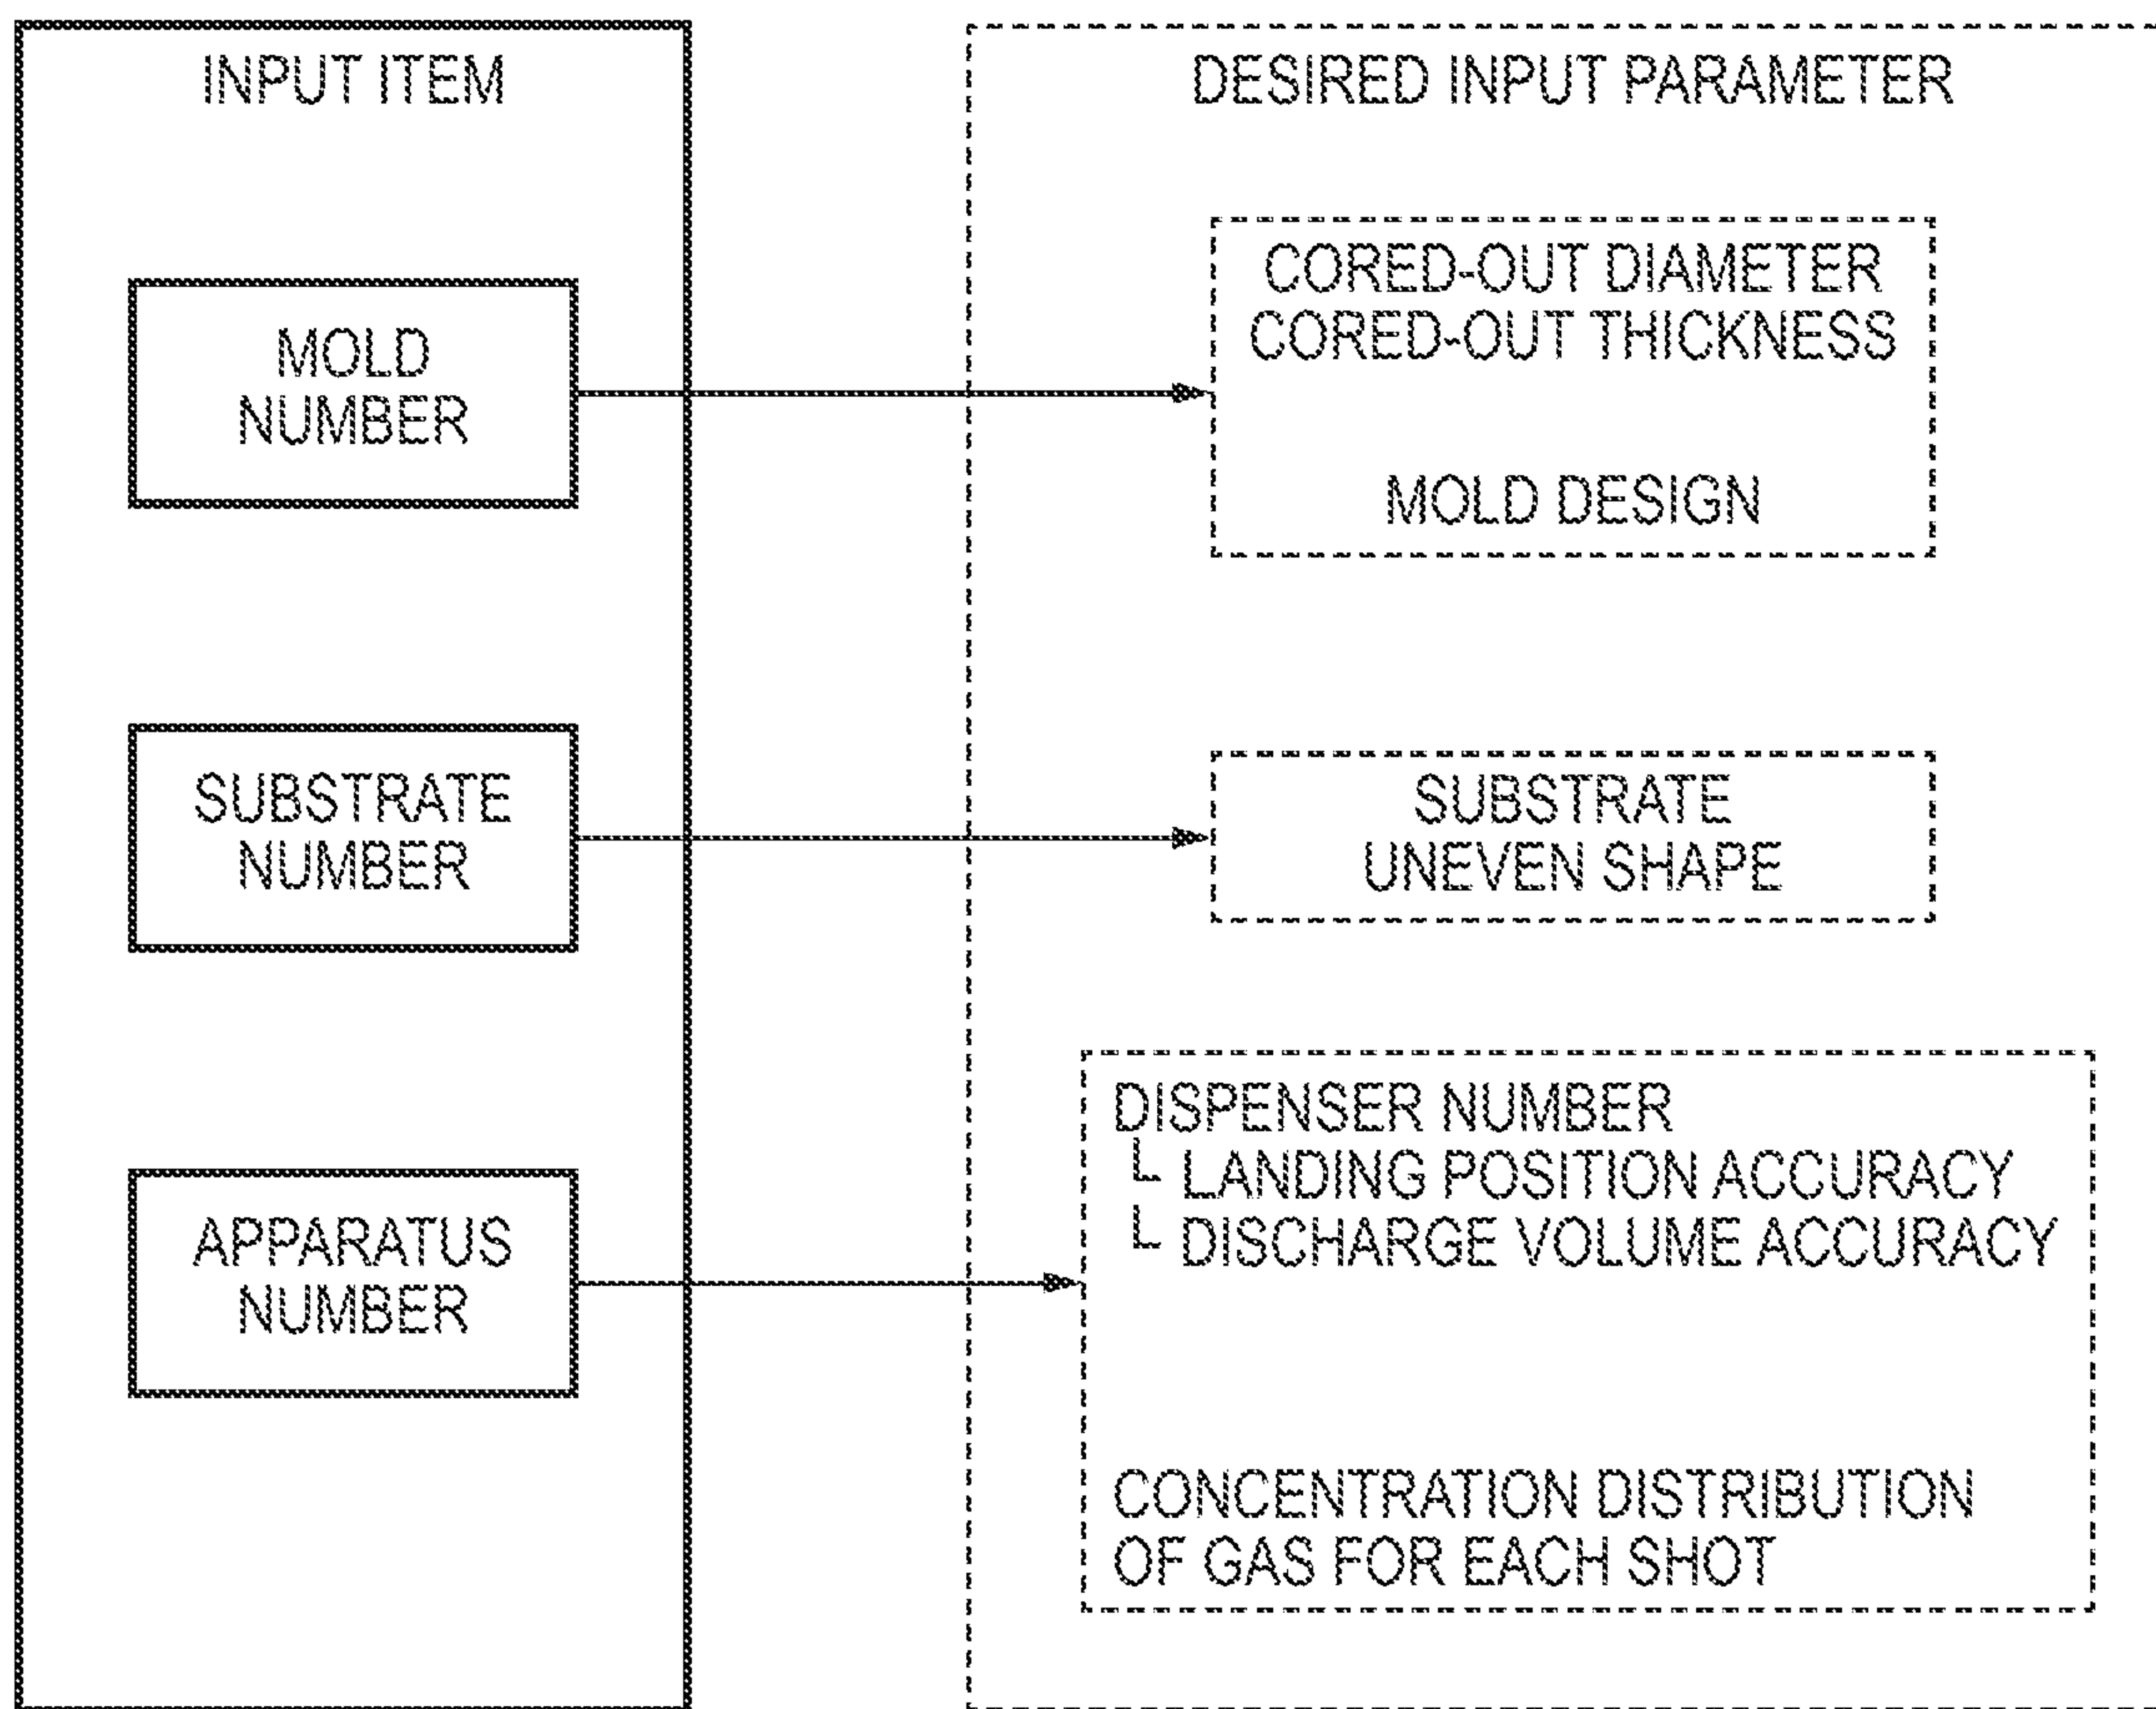 INPUT ITEM
MOLD
NUMBER
SUBSTRATE
NUMBER
APPARATUS
NUMBER
DESIRED INPUT PARAMETER
CORED-OUT DIAMETER
CORED-OUT THICKNESS
MOLD DESIGN
SUBSTRATE
UNEVEN SHAPE
DISPENSER NUMBER
LANDING POSITION ACCURACY
DISCHARGE VOLUME ACCURACY
CONCENTRATION DISTRIBUTION
OF GAS FOR EACH SHOT